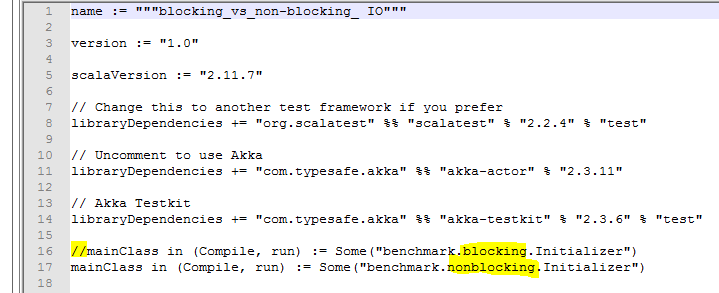 1 name := """blocking_vs_non-blocking_ IO"""
2
3 version := "1.0"
4
5 scalaVersion := "2.11.7"
6
7 // Change this to another test framework if you prefer
8 libraryDependencies += "org.scalatest" %% "scalatest" % "2.2.4" % "test"
9
10 // Uncomment to use Akka
11 libraryDependencies += "com.typesafe.akka" %% "akka-actor" % "2.3.11"
12
13 // Akka Testkit
14 libraryDependencies += "com.typesafe.akka" %% "akka-testkit" % "2.3.6" % "test"
15
16 //mainClass in (Compile, run) := Some("benchmark.blocking.Initializer")
17 mainClass in (Compile, run) := Some("benchmark.nonblocking.Initializer")
18